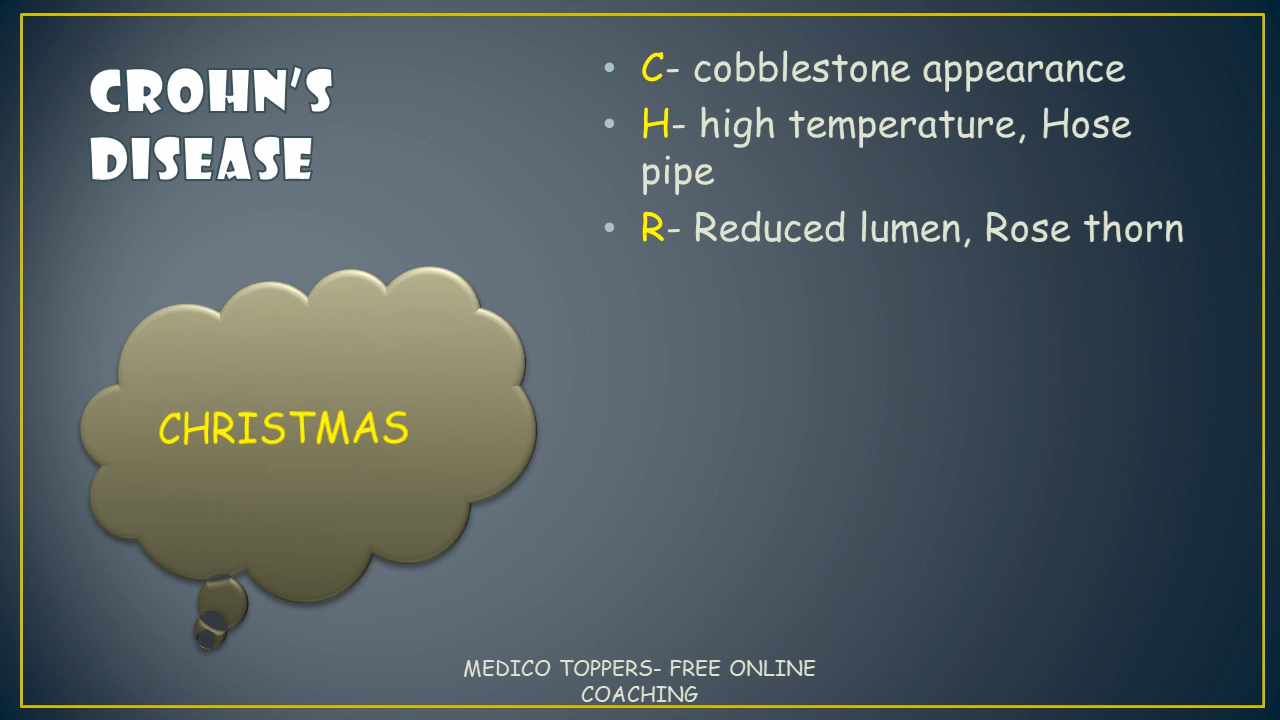 CROHN'S
DISEASE
• C- cobblestone appearance
• H- high temperature, Hose
pipe
• R- Reduced lumen, Rose thorn
CHRISTMAS
MEDICO TOPPERS- FREE ONLINE
COACHING